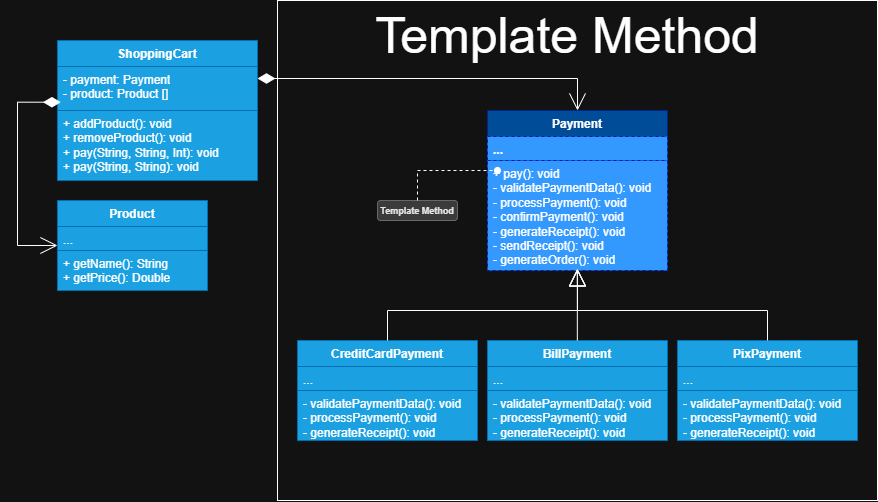 Template Method
ShoppingCart
- payment: Payment
- product: Product []
+ addProduct(): void
+ removeProduct(): void
+ pay(String, String, Int): void
+ pay(String, String): void
Product
...
+ getName(): String
+ getPrice(): Double
Payment
...
+ pay(): void
- validatePaymentData(): void
- processPayment(): void
- confirmPayment(): void
- generateReceipt(): void
- sendReceipt(): void
- generateOrder(): void
Template Method
CreditCardPayment
...
- validatePaymentData(): void
- processPayment(): void
- generateReceipt(): void
BillPayment
...
- validatePaymentData(): void
- processPayment(): void
- generateReceipt(): void
PixPayment
...
- validatePaymentData(): void
- processPayment(): void
- generateReceipt(): void